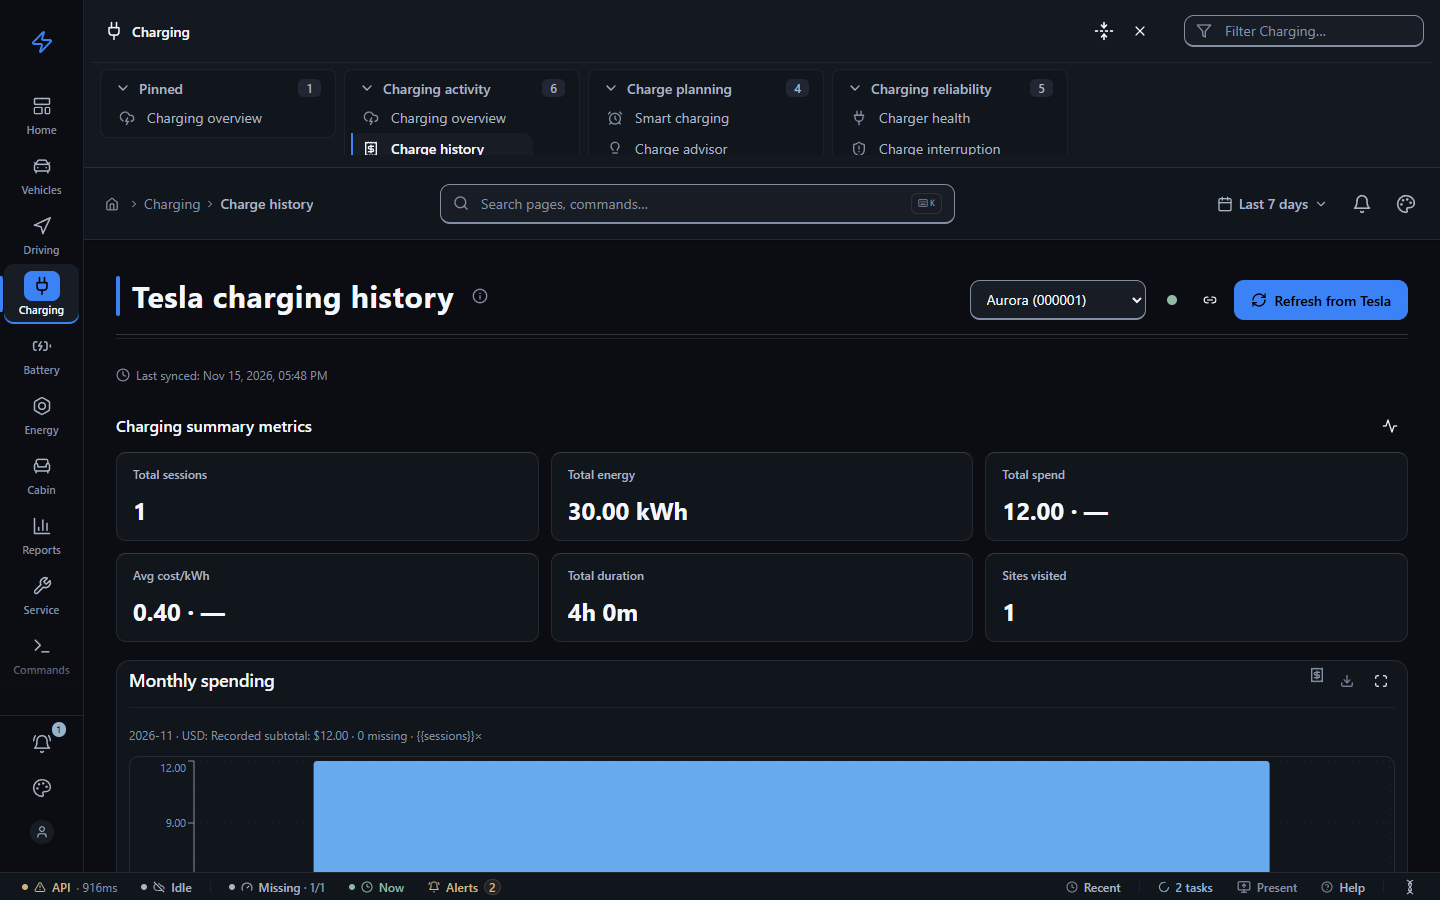 Charging
Filter Charging...
Pinned 1
Charging overview
Charging activity 6
Charging overview
Charge history
Charge planning 4
Smart charging
Charge advisor
Charging reliability 5
Charger health
Charge interruption
Home
Vehicles
Driving
Charging
Battery
Energy
Cabin
Reports
Service
Commands
1
Charging
Charge history
Search pages, commands...
K
Last 7 days
Tesla charging history
Aurora (000001)
Refresh from Tesla
Last synced: Nov 15, 2026, 05:48 PM
Charging summary metrics
Total sessions
1
Total energy
30.00 kWh
Total spend
12.00 · —
Avg cost/kWh
0.40 · —
Total duration
4h 0m
Sites visited
1
Monthly spending
2026-11 · USD: Recorded subtotal: $12.00 · 0 missing · {{sessions}}×
12.00
9.00
API · 916ms
Idle
Missing · 1/1
Now
Alerts 2
Recent
2 tasks
Present
Help